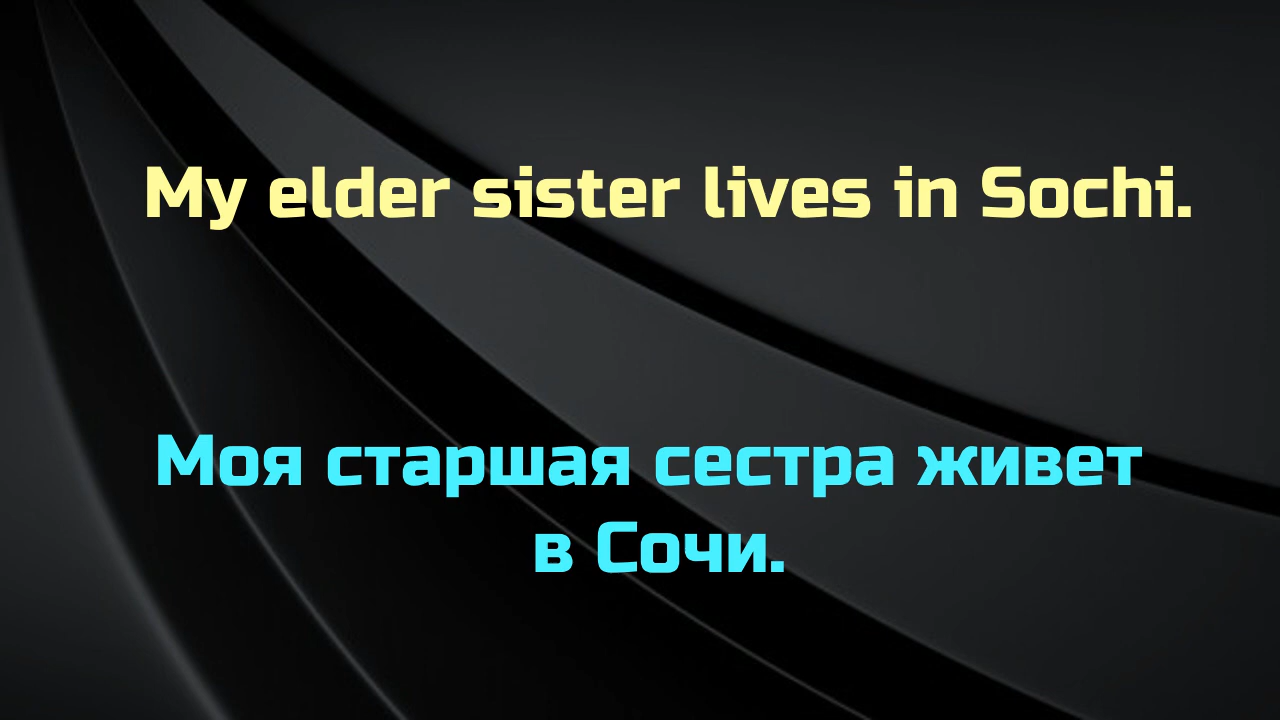 My elder sister lives in Sochi.
Моя старшая сестра живет
в Сочи.